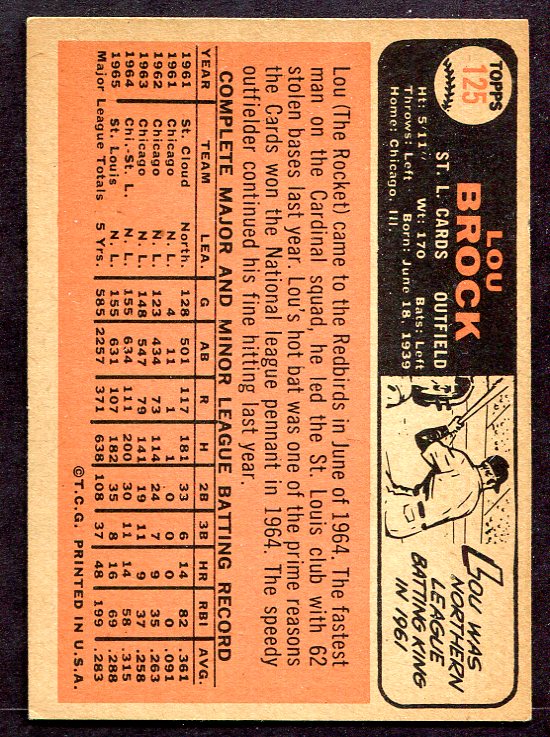 TOPPS
125
LOU
BROCK
ST. L. CARDS OUTFIELD
Ht: 5'11" Wt: 170 Bats: Left
Throws: Left Born: June 18, 1939
Home: Chicago, Ill.
LOU WAS
NORTHERN
LEAGUE
BATTING KING
IN 1961
Lou (The Rocket) came to the Redbirds in June of 1964. The fastest
man on the Cardinal squad, he led the St. Louis club with 62
stolen bases last year. Lou's hot bat was one of the prime reasons
the Cards won the National league pennant in 1964. The speedy
outfielder continued his fine hitting last year.
COMPLETE MAJOR AND MINOR LEAGUE BATTING RECORD
YEAR TEAM LEA. G AB R H 2B 3B HR RBI AVG.
1961 St. Cloud North. 128 501 117 181 33 6 14 82 .361
1961 Chicago N. L. 4 11 1 1 0 0 0 0 .091
1962 Chicago N. L. 123 434 73 114 24 7 9 35 .263
1963 Chicago N. L. 148 547 79 141 19 11 9 37 .258
1964 Chi.-St. L. N. L. 155 634 111 200 30 11 14 58 .315
1965 St. Louis N. L. 155 631 107 182 35 8 16 69 .288
Major League Totals 5 Yrs. 585 2257 371 638 108 37 48 199 .283
©T.C.G. PRINTED IN U.S.A.